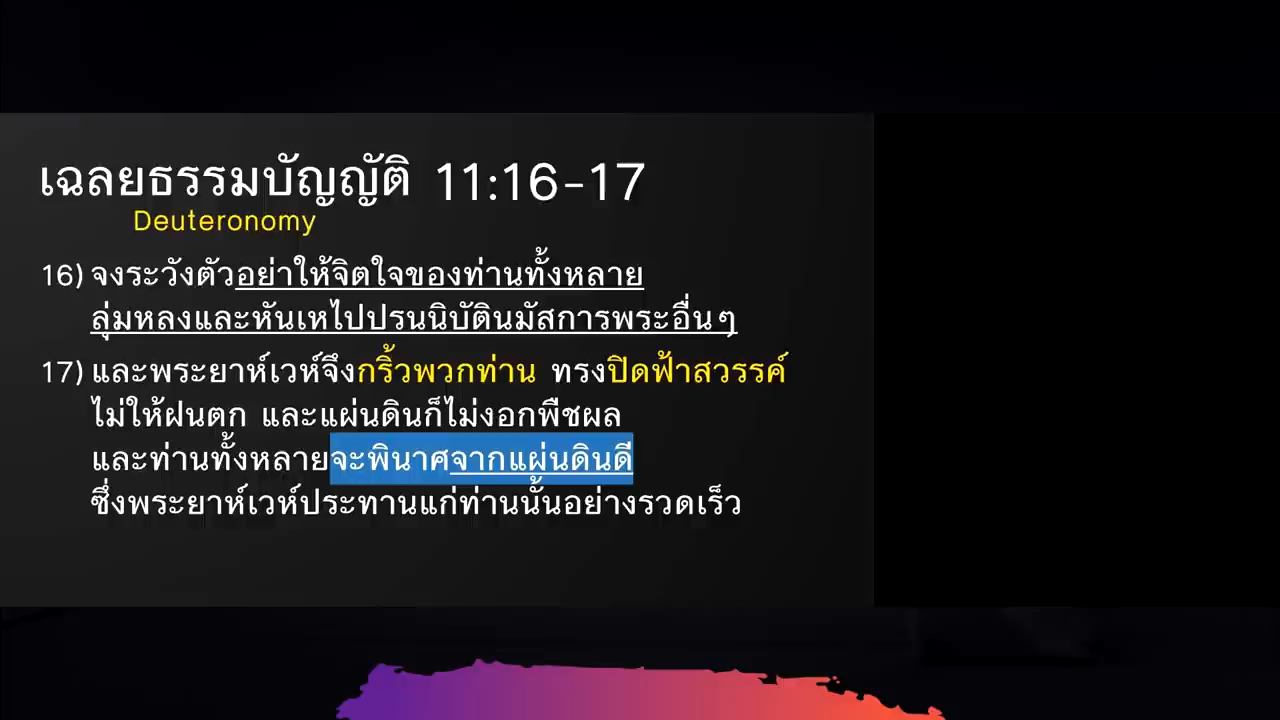 เฉลยธรรมบัญญัติ 11:16-17
Deuteronomy
16) จงระวังตัวอย่าให้จิตใจของท่านทั้งหลาย
ลุ่มหลงและหันเหไปปรนนิบัตินมัสการพระอื่นๆ
17) และพระยาห์เวห์จึงกริ้วพวกท่าน ทรงปิดฟ้าสวรรค์
ไม่ให้ฝนตก และแผ่นดินก็ไม่งอกพืชผล
และท่านทั้งหลายจะพินาศจากแผ่นดินดี
ซึ่งพระยาห์เวห์ประทานแก่ท่านนั้นอย่างรวดเร็ว